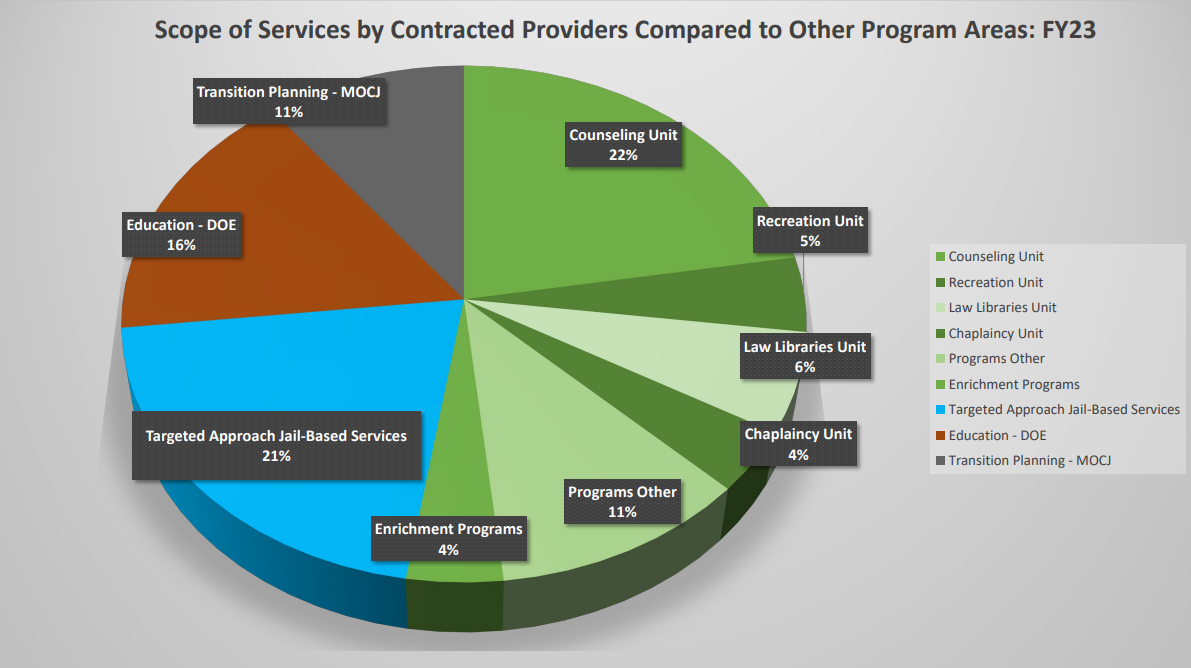 Scope of Services by Contracted Providers Compared to Other Program Areas: FY23
Transition Planning - MOCJ
11%
Counseling Unit
22%
Recreation Unit
5%
Education - DOE
16%
Law Libraries Unit
6%
Chaplaincy Unit
4%
Targeted Approach Jail-Based Services
21%
Programs Other
11%
Enrichment Programs
4%
Counseling Unit
Recreation Unit
Law Libraries Unit
Chaplaincy Unit
Programs Other
Enrichment Programs
Targeted Approach Jail-Based Services
Education - DOE
Transition Planning - MOCJ